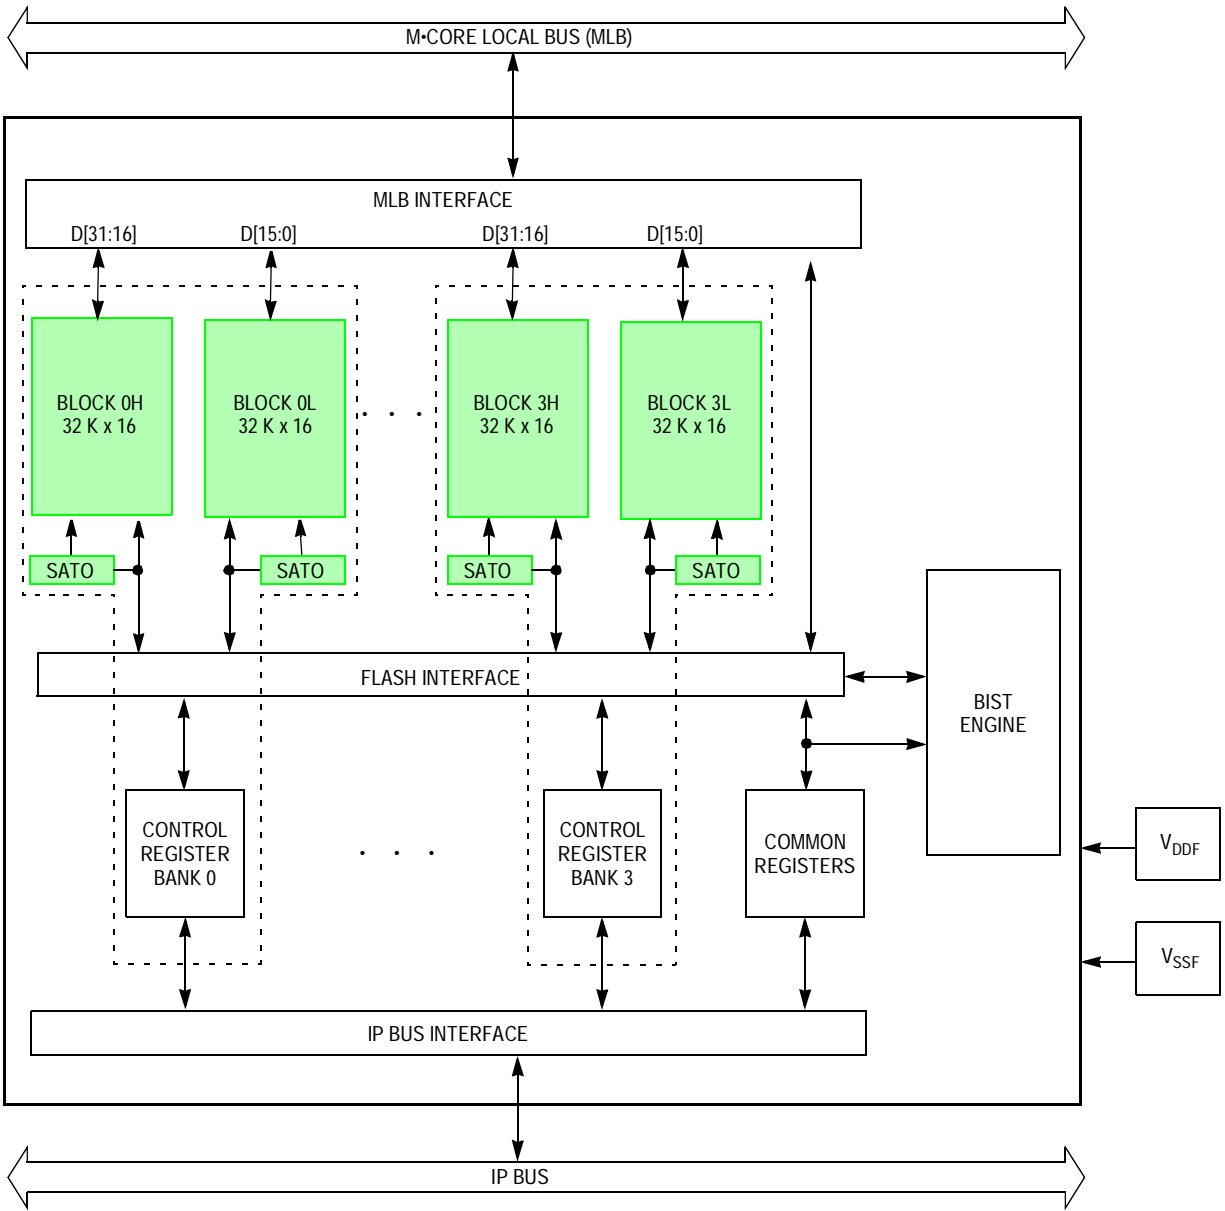 M•CORE LOCAL BUS (MLB)
MLB INTERFACE
D[31:16] D[15:0] D[31:16] D[15:0]
BLOCK 0H
32 K x 16
BLOCK 0L
32 K x 16
. . .
BLOCK 3H
32 K x 16
BLOCK 3L
32 K x 16
SATO
SATO
SATO
SATO
FLASH INTERFACE
BIST
ENGINE
CONTROL
REGISTER
BANK 0
. . .
CONTROL
REGISTER
BANK 3
COMMON
REGISTERS
VDDF
VSSF
IP BUS INTERFACE
IP BUS